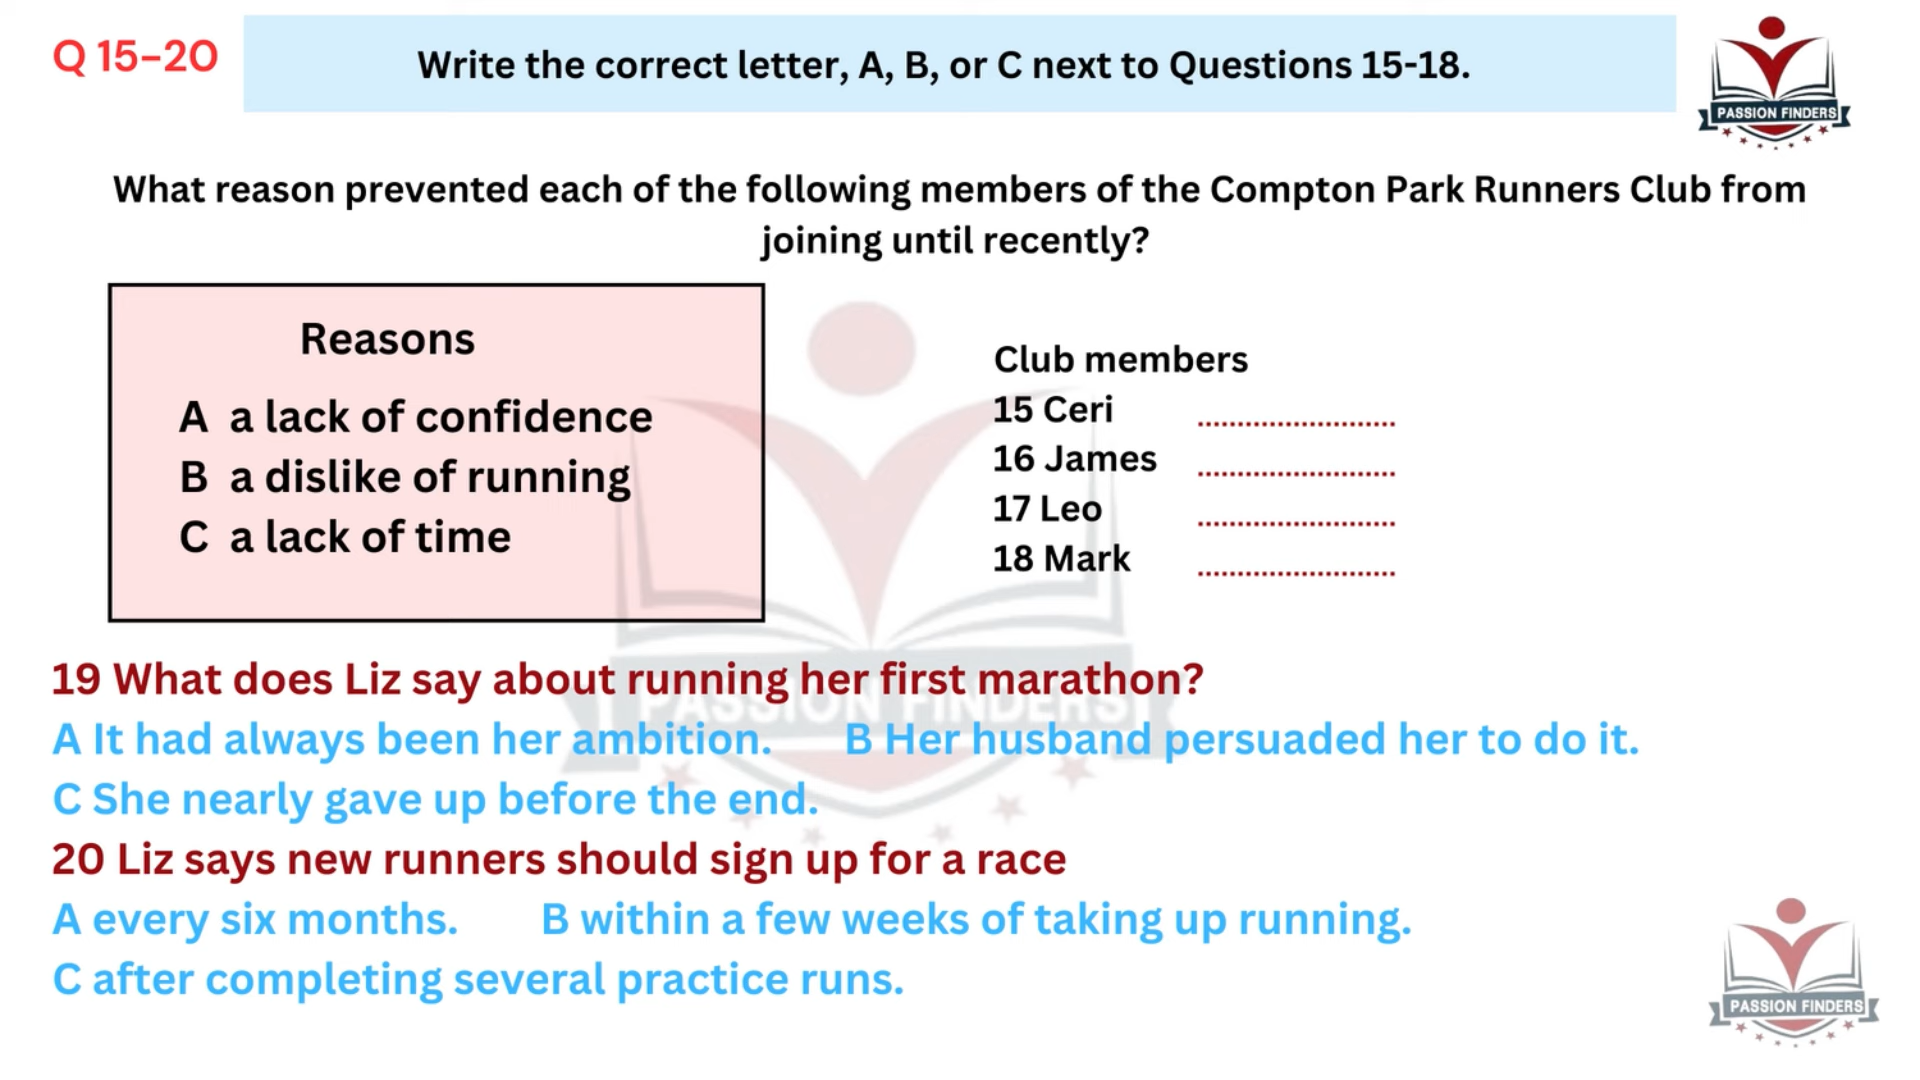 Q 15-20
Write the correct letter, A, B, or C next to Questions 15-18.
PASSION FINDERS
What reason prevented each of the following members of the Compton Park Runners Club from
joining until recently?
Reasons
A a lack of confidence
B a dislike of running
C a lack of time
Club members
15 Ceri ..........................
16 James ..........................
17 Leo ..........................
18 Mark ..........................
PASSION FINDERS
19 What does Liz say about running her first marathon?
A It had always been her ambition. B Her husband persuaded her to do it.
C She nearly gave up before the end.
20 Liz says new runners should sign up for a race
A every six months. B within a few weeks of taking up running.
C after completing several practice runs.
PASSION FINDERS